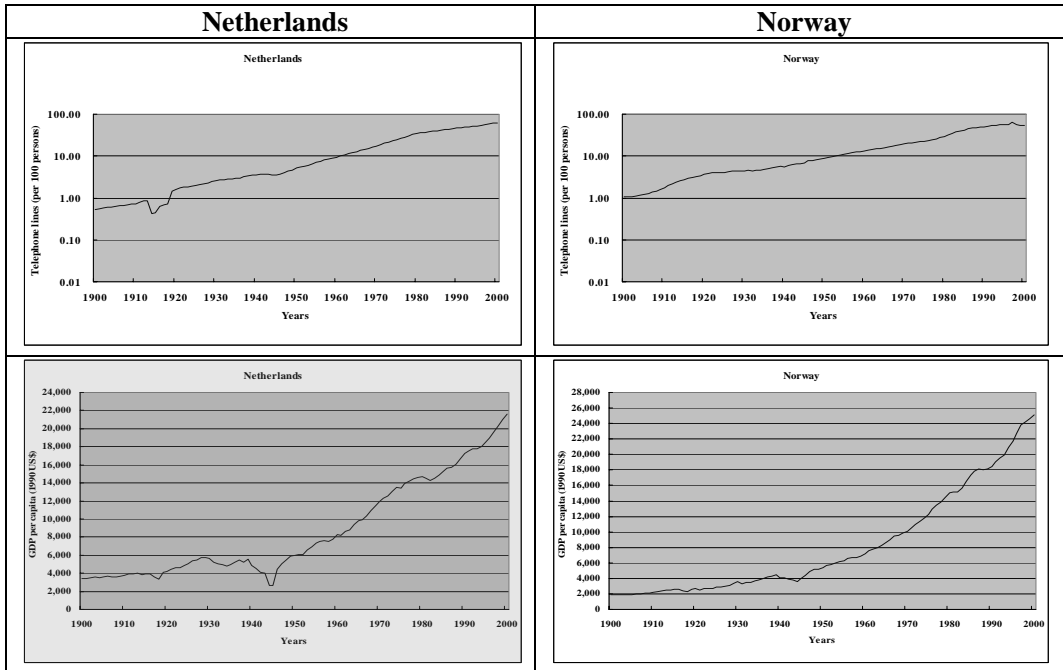 Netherlands
Norway
Netherlands
Telephone lines (per 100 persons)
100.00
10.00
1.00
0.10
0.01
1900 1910 1920 1930 1940 1950 1960 1970 1980 1990 2000
Years
Norway
Telephone lines (per 100 persons)
100.00
10.00
1.00
0.10
0.01
1900 1910 1920 1930 1940 1950 1960 1970 1980 1990 2000
Years
Netherlands
GDP per capita (1990 US$)
24,000
22,000
20,000
18,000
16,000
14,000
12,000
10,000
8,000
6,000
4,000
2,000
0
1900 1910 1920 1930 1940 1950 1960 1970 1980 1990 2000
Years
Norway
GDP per capita (1990 US$)
28,000
26,000
24,000
22,000
20,000
18,000
16,000
14,000
12,000
10,000
8,000
6,000
4,000
2,000
0
1900 1910 1920 1930 1940 1950 1960 1970 1980 1990 2000
Years